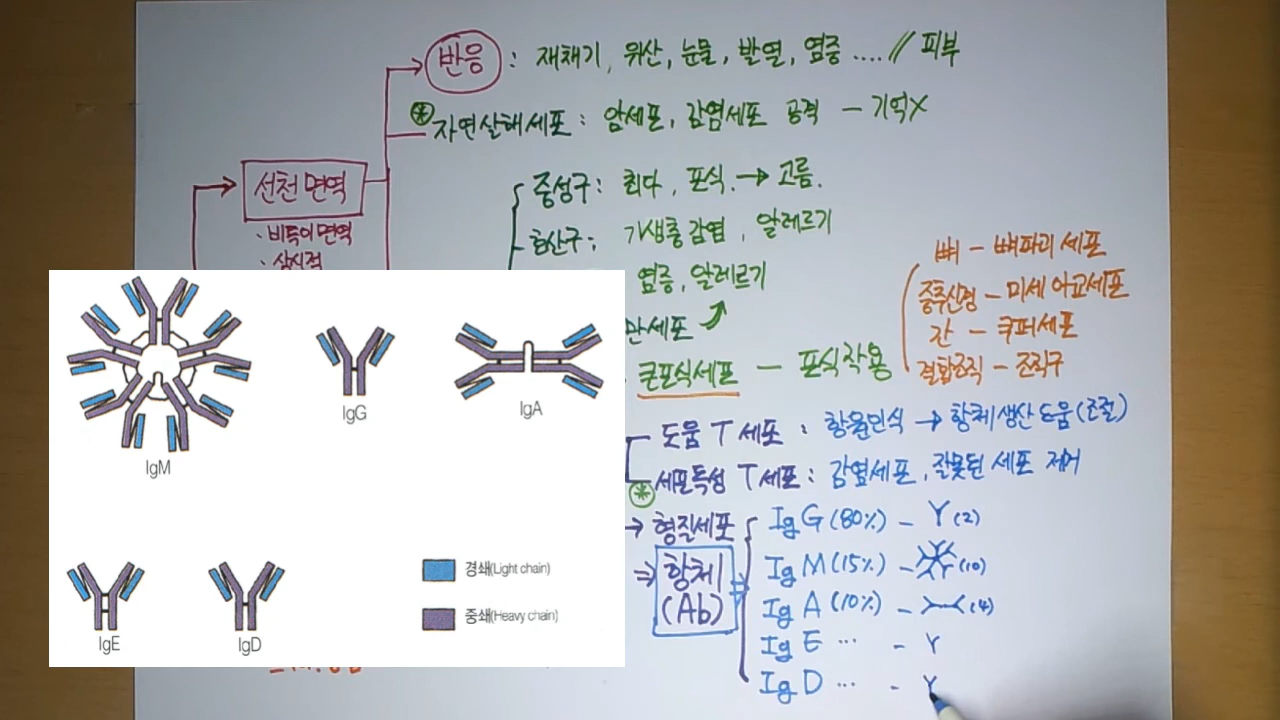 반응 : 재채기, 위산, 눈물, 발열, 염증 .... // 피부
자연살해세포 : 암세포, 감염세포 공격 - 기억X
선천 면역
· 비특이 면역
· 상시적
중성구 : 최다, 포식 → 고름.
호산구 : 기생충 감염, 알레르기
염증, 알레르기
만세포
큰포식세포 - 포식작용
뼈 - 뼈파괴 세포
중추신경 - 미세 아교세포
간 - 쿠퍼세포
결합조직 - 조직구
도움 T 세포 : 항원인식 → 항체 생산 도움 (조절)
세포독성 T 세포 : 감염세포, 잘못된 세포 제거
→ 형질세포
⇒ 항체
(Ab)
Ig G (80%) - Y (2)
Ig M (15%) - (10)
Ig A (10%) - (4)
Ig E ... - Y
Ig D ... - Y
IgM
IgG
IgA
IgE
IgD
경쇄(Light chain)
중쇄(Heavy chain)